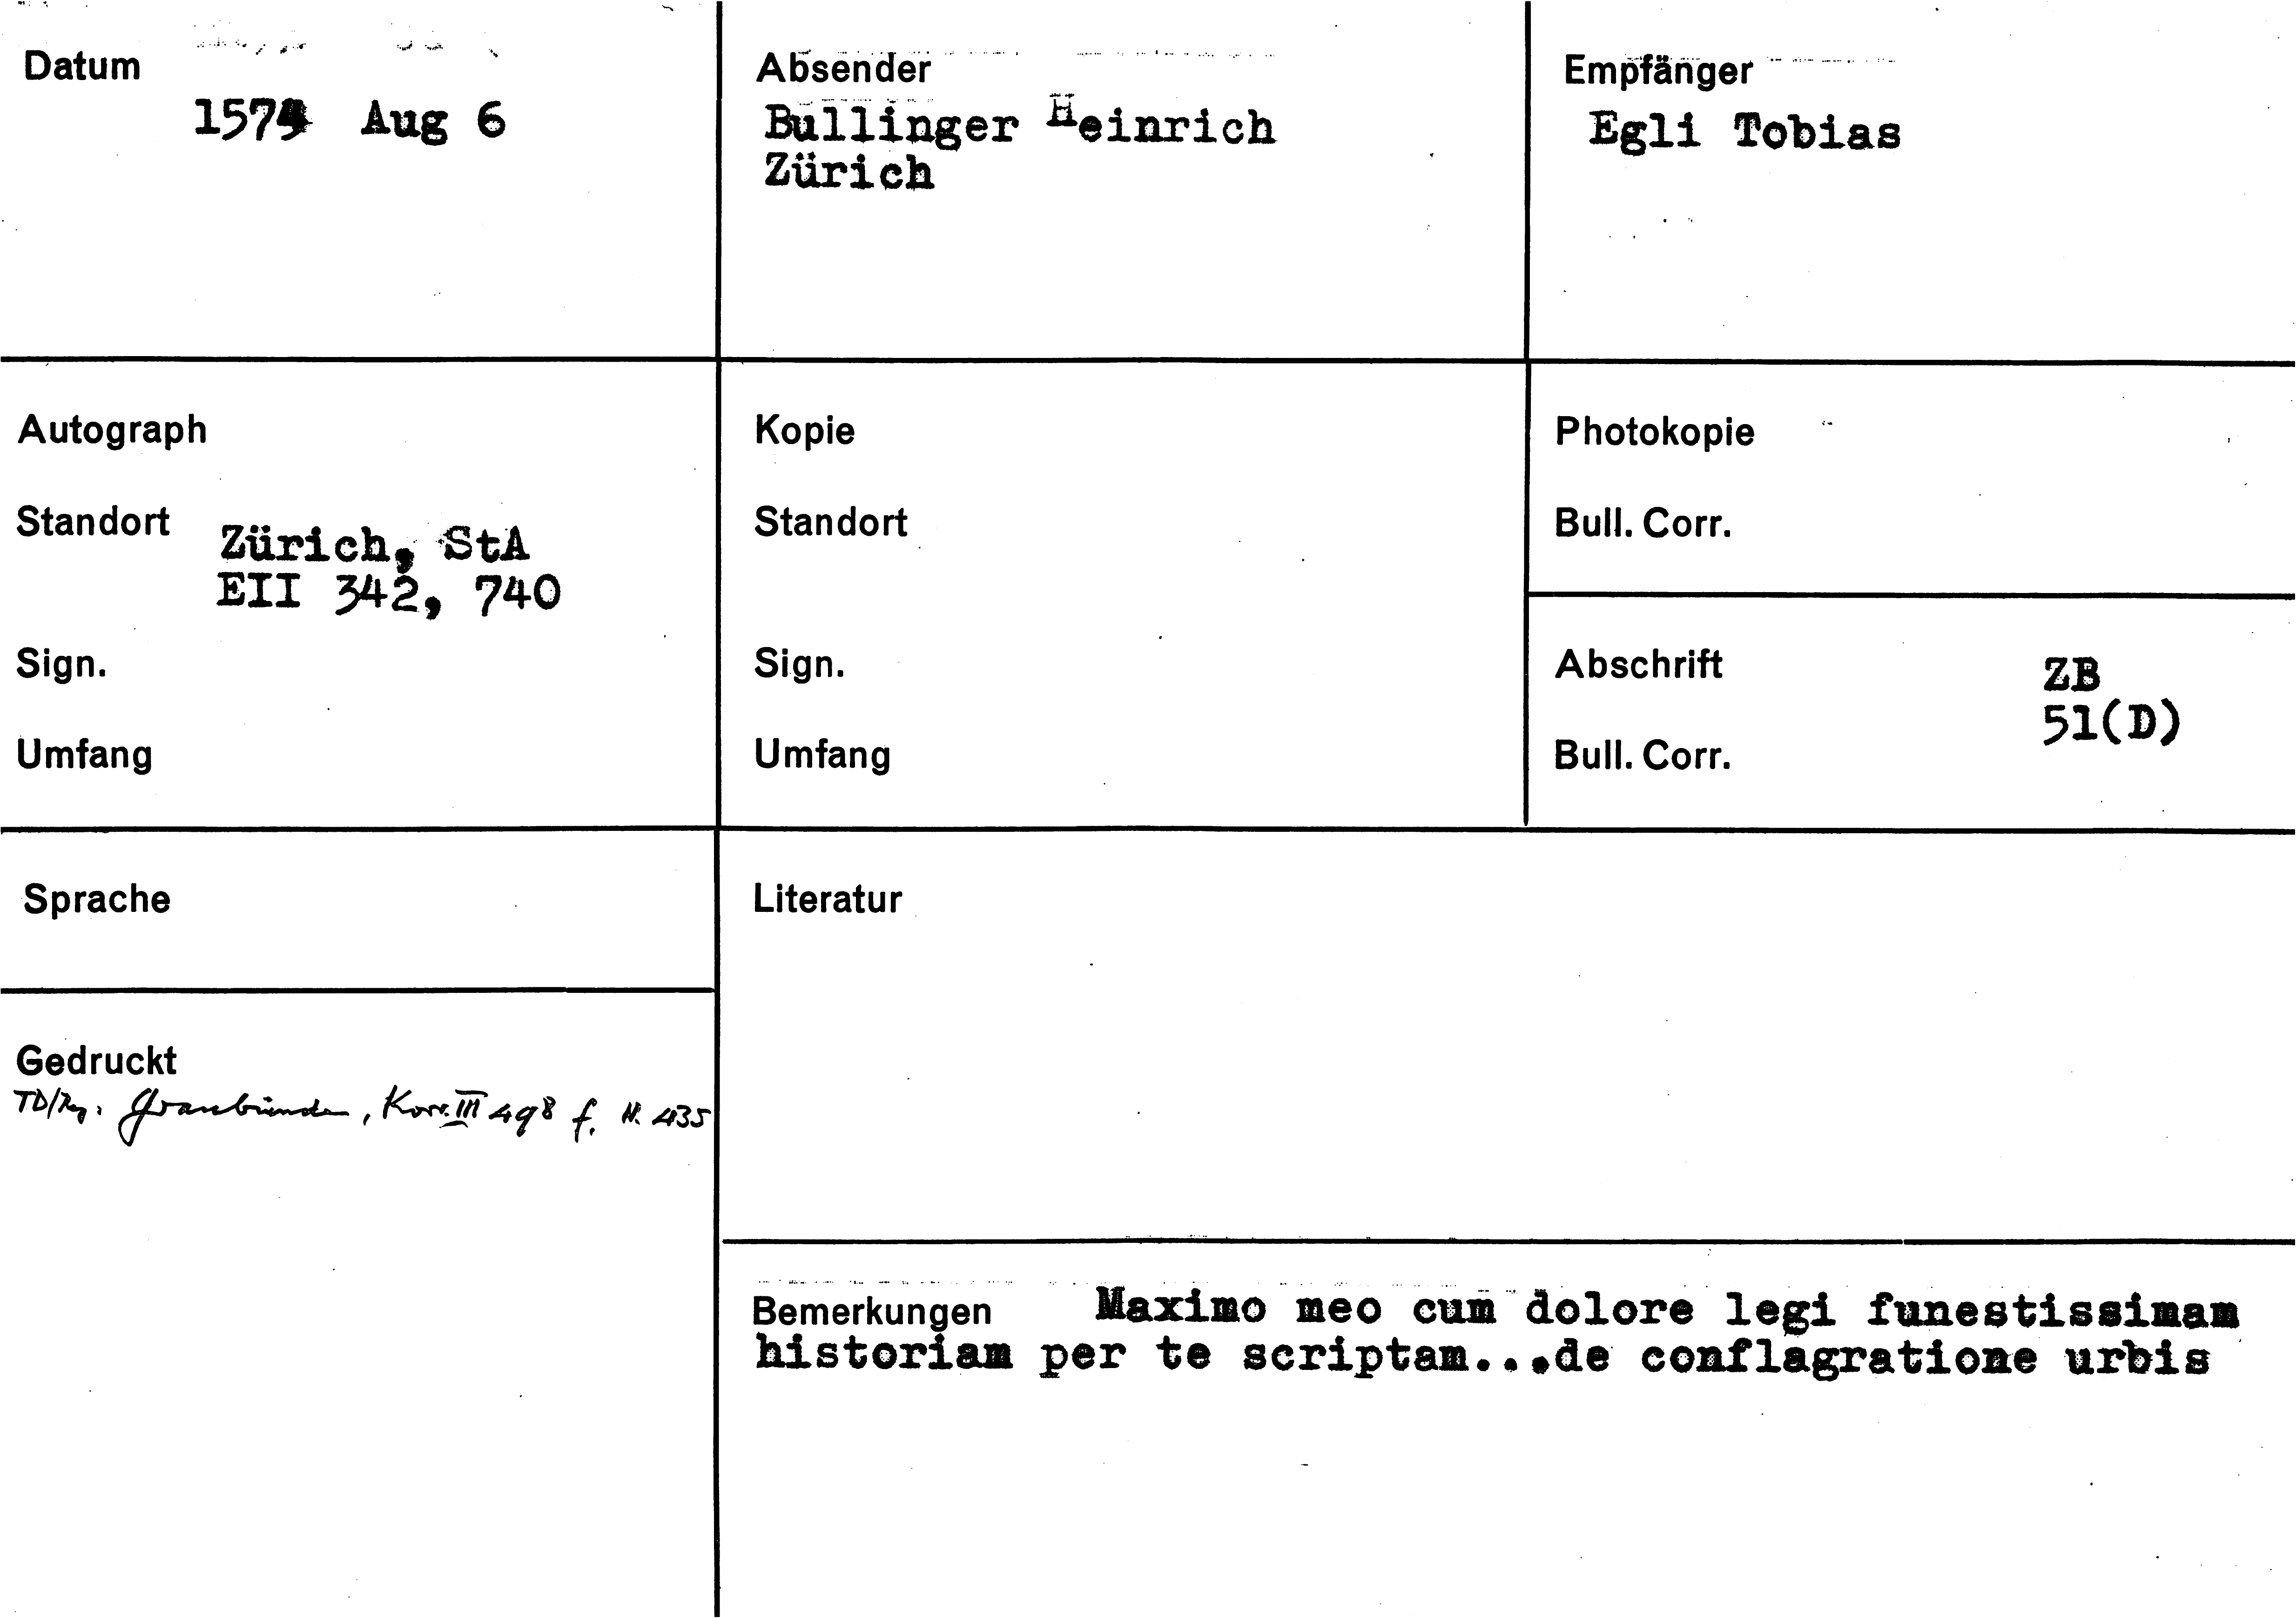 Datum
1574 Aug 6
Absender
Bullinger Heinrich
Zürich
Empfänger
Egli Tobias
Autograph
Standort
Zürich, StA
EII 342, 740
Sign.
Umfang
Kopie
Standort
Sign.
Umfang
Photokopie
Bull. Corr.
Abschrift
ZB
51(D)
Bull. Corr.
Sprache
Literatur
Gedruckt
TD/Reg: Graubünden, Korr. III 498 f. N. 435
Bemerkungen Maximo meo cum dolore legi funestissimam
historiam per te scriptam...de conflagratione urbis